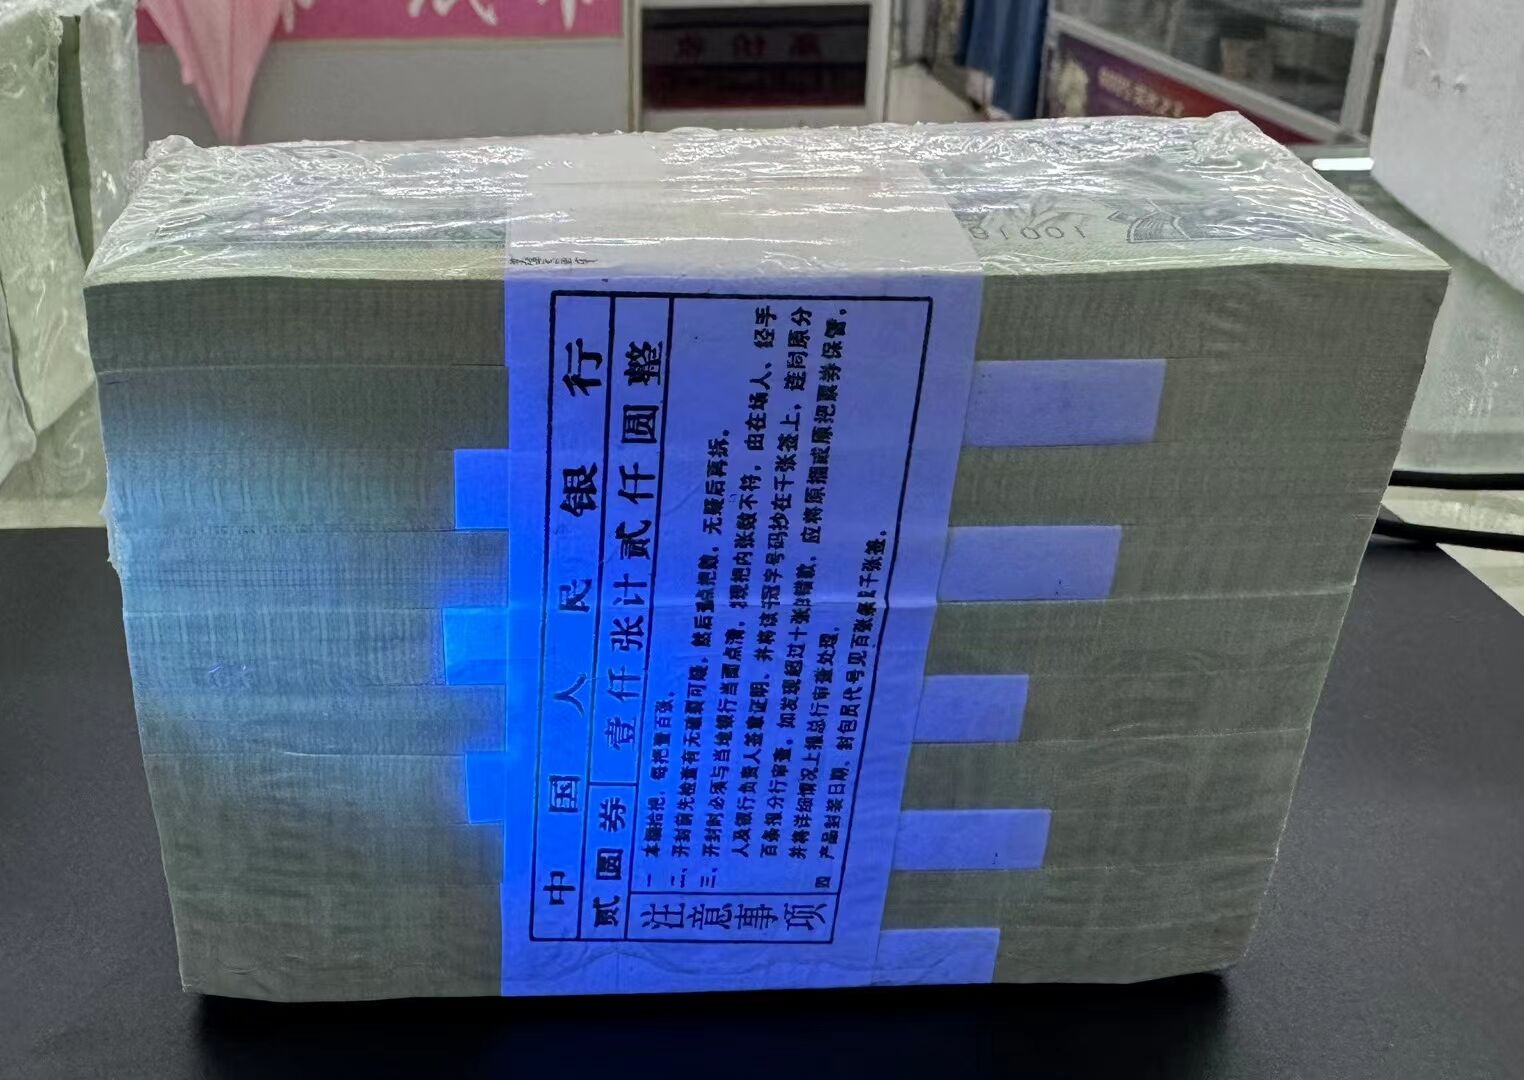 中国人民银行
贰圆券 壹仟张计贰仟圆整
注意事项
一 本捆拾把，每把壹百张。
二、开封前先检查有无破裂可疑，然后点把数，无疑后再拆。
三、开封时必须与当地银行当面点清，发现把内张数不符，由在场人、经手
人及银行负责人签章证明、并将该千冠字号码抄在千张签上，连同原分
百条报分行审查。如发现超过十张错款，应将原捆或原把票券保管，
并将详细情况上报总行审查处理。
四 产品封装日期、封包员代号见百张条及千张签。
01001